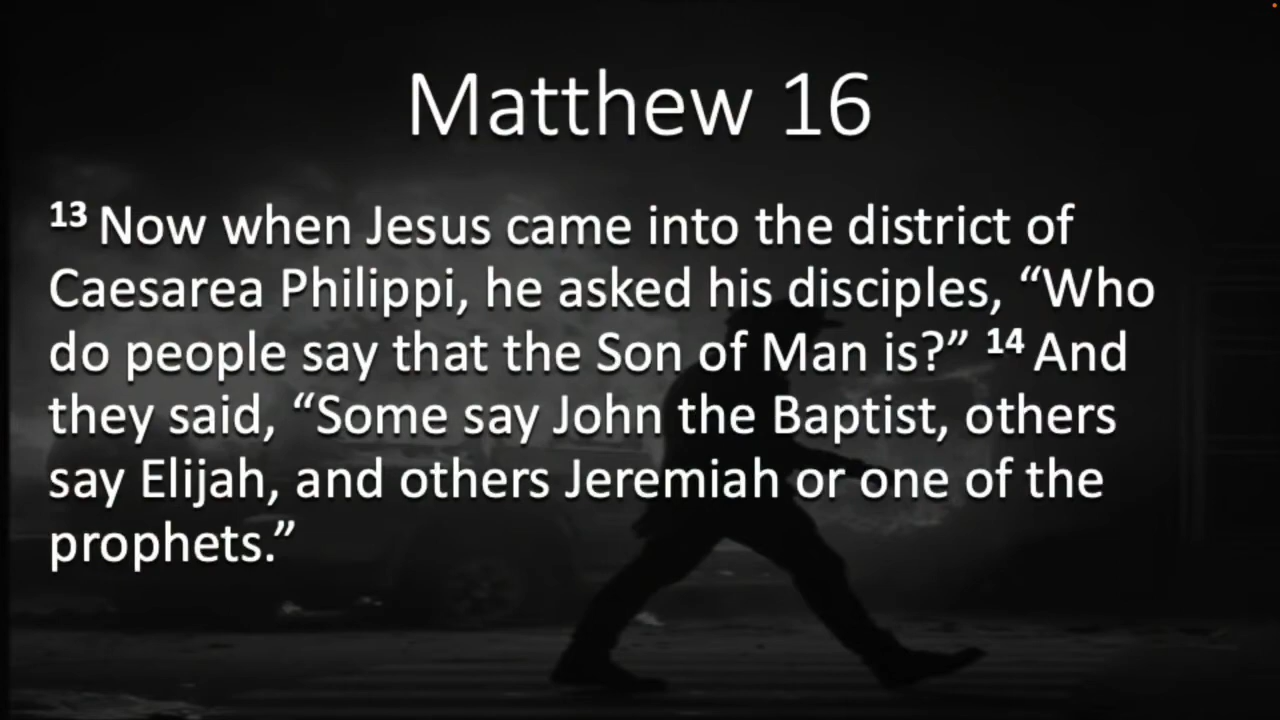 Matthew 16
13 Now when Jesus came into the district of
Caesarea Philippi, he asked his disciples, “Who
do people say that the Son of Man is?” 14 And
they said, “Some say John the Baptist, others
say Elijah, and others Jeremiah or one of the
prophets.”